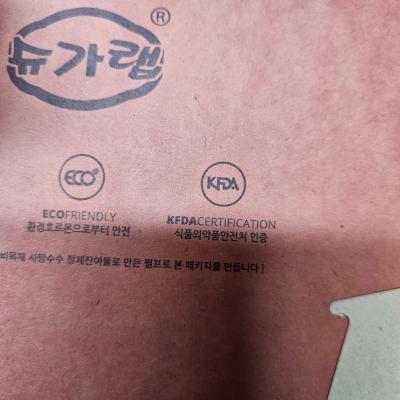 슈가랩®
ECO
KFDA
ECOFRIENDLY
KFDACERTIFICATION
환경호르몬으로부터 안전
식품의약품안전처 인증
비목재 사탕수수 정제잔여물로 만든 펄프로 본 패키지를 만듭니다 ]